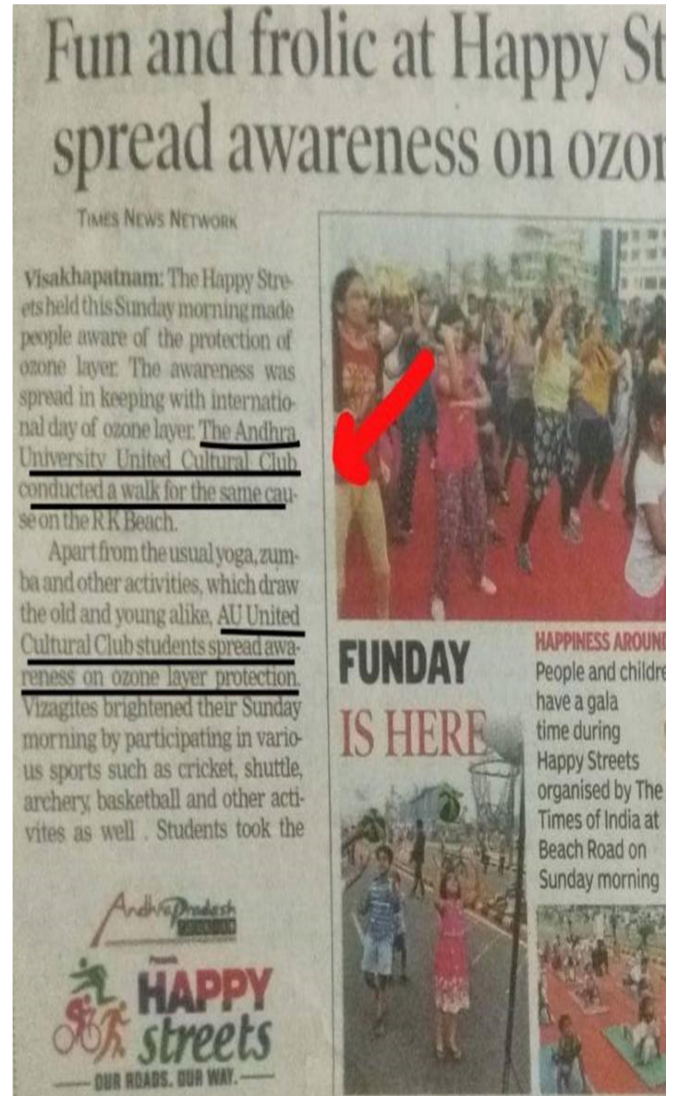 Fun and frolic at Happy St
spread awareness on ozon
TIMES NEWS NETWORK
Visakhapatnam: The Happy Stre-
ets held this Sunday morning made
people aware of the protection of
ozone layer. The awareness was
spread in keeping with internatio-
nal day of ozone layer. The Andhra
University United Cultural Club
conducted a walk for the same cau-
se on the R K Beach.
Apart from the usual yoga, zum-
ba and other activities, which draw
the old and young alike, AU United
Cultural Club students spread awa-
reness on ozone layer protection.
Vizagites brightened their Sunday
morning by participating in vario-
us sports such as cricket, shuttle,
archery, basketball and other acti-
vites as well . Students took the
Andhra Pradesh
Presents
HAPPY
streets
OUR ROADS. OUR WAY.
FUNDAY
IS HERE
HAPPINESS AROUND
People and childre
have a gala
time during
Happy Streets
organised by The
Times of India at
Beach Road on
Sunday morning